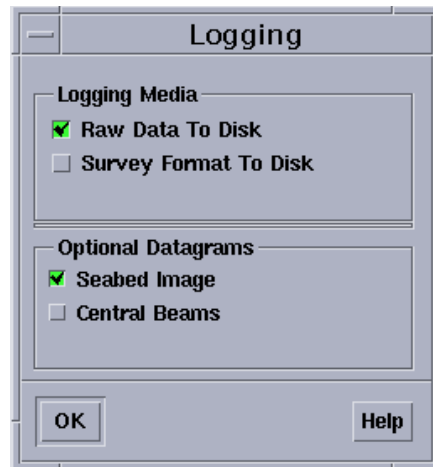 Logging
Logging Media
Raw Data To Disk
Survey Format To Disk
Optional Datagrams
Seabed Image
Central Beams
OK
Help